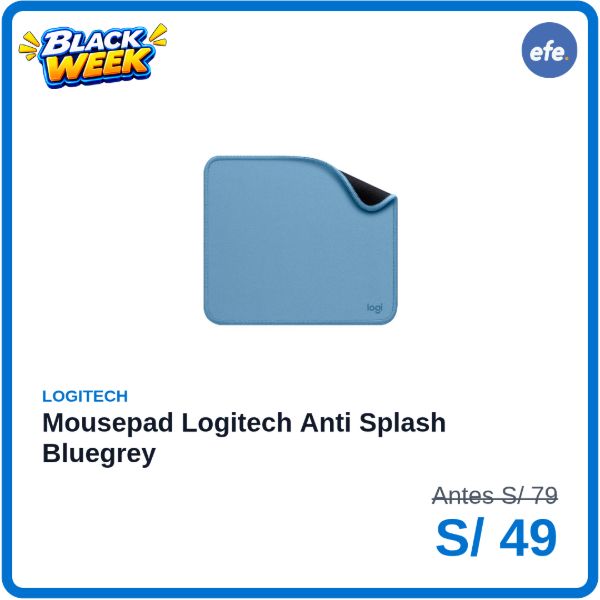 BLACK
WEEK
efe.
logi
LOGITECH
Mousepad Logitech Anti Splash
Bluegrey
Antes S/ 79
S/ 49